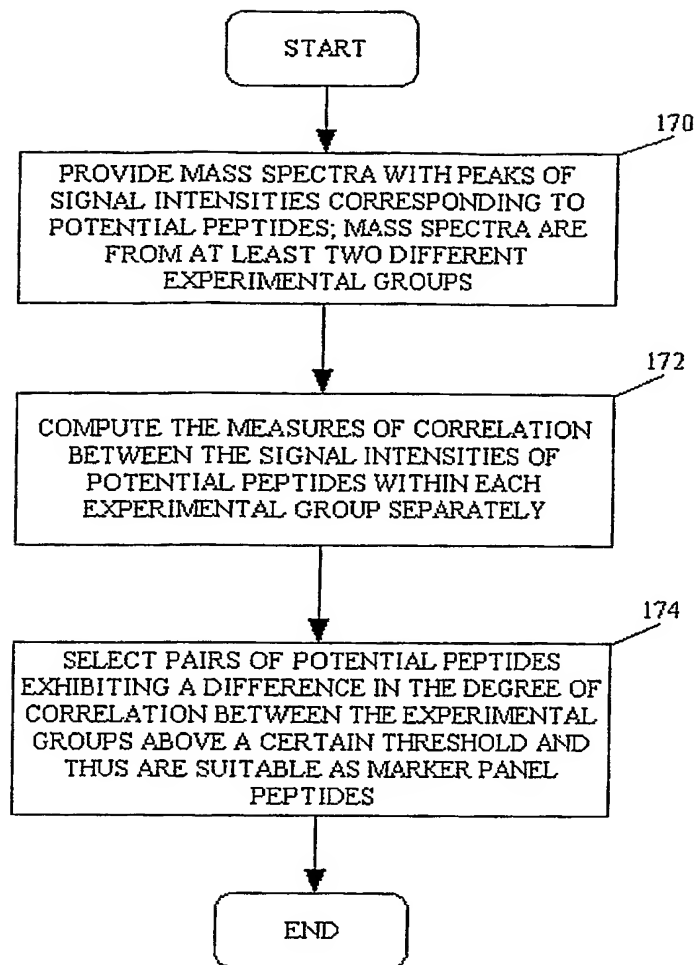 START
170
PROVIDE MASS SPECTRA WITH PEAKS OF
SIGNAL INTENSITIES CORRESPONDING TO
POTENTIAL PEPTIDES; MASS SPECTRA ARE
FROM AT LEAST TWO DIFFERENT
EXPERIMENTAL GROUPS
172
COMPUTE THE MEASURES OF CORRELATION
BETWEEN THE SIGNAL INTENSITIES OF
POTENTIAL PEPTIDES WITHIN EACH
EXPERIMENTAL GROUP SEPARATELY
174
SELECT PAIRS OF POTENTIAL PEPTIDES
EXHIBITING A DIFFERENCE IN THE DEGREE OF
CORRELATION BETWEEN THE EXPERIMENTAL
GROUPS ABOVE A CERTAIN THRESHOLD AND
THUS ARE SUITABLE AS MARKER PANEL
PEPTIDES
END